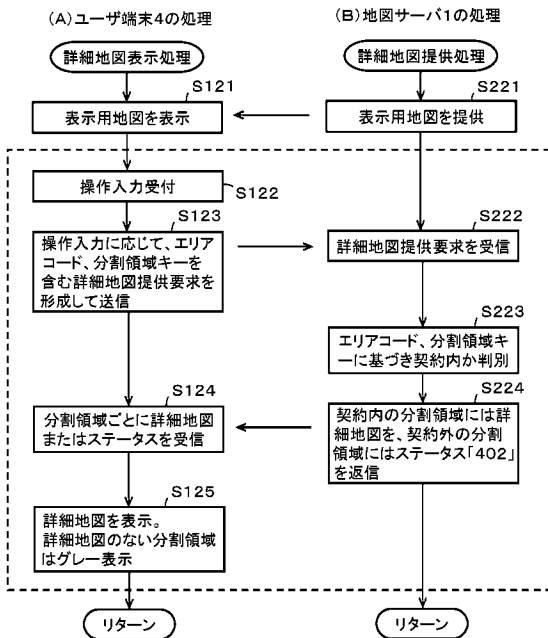 (A)ユーザ端末4の処理
詳細地図表示処理
S121
表示用地図を表示
操作入力受付
S122
S123
操作入力に応じて、エリア
コード、分割領域キーを
含む詳細地図提供要求を
形成して送信
S124
分割領域ごとに詳細地図
またはステータスを受信
S125
詳細地図を表示。
詳細地図のない分割領域
はグレー表示
リターン
(B)地図サーバ1の処理
詳細地図提供処理
S221
表示用地図を提供
S222
詳細地図提供要求を受信
S223
エリアコード、分割領域キ
ーに基づき契約内か判別
S224
契約内の分割領域には詳
細地図を、契約外の分割
領域にはステータス「402」
を返信
リターン